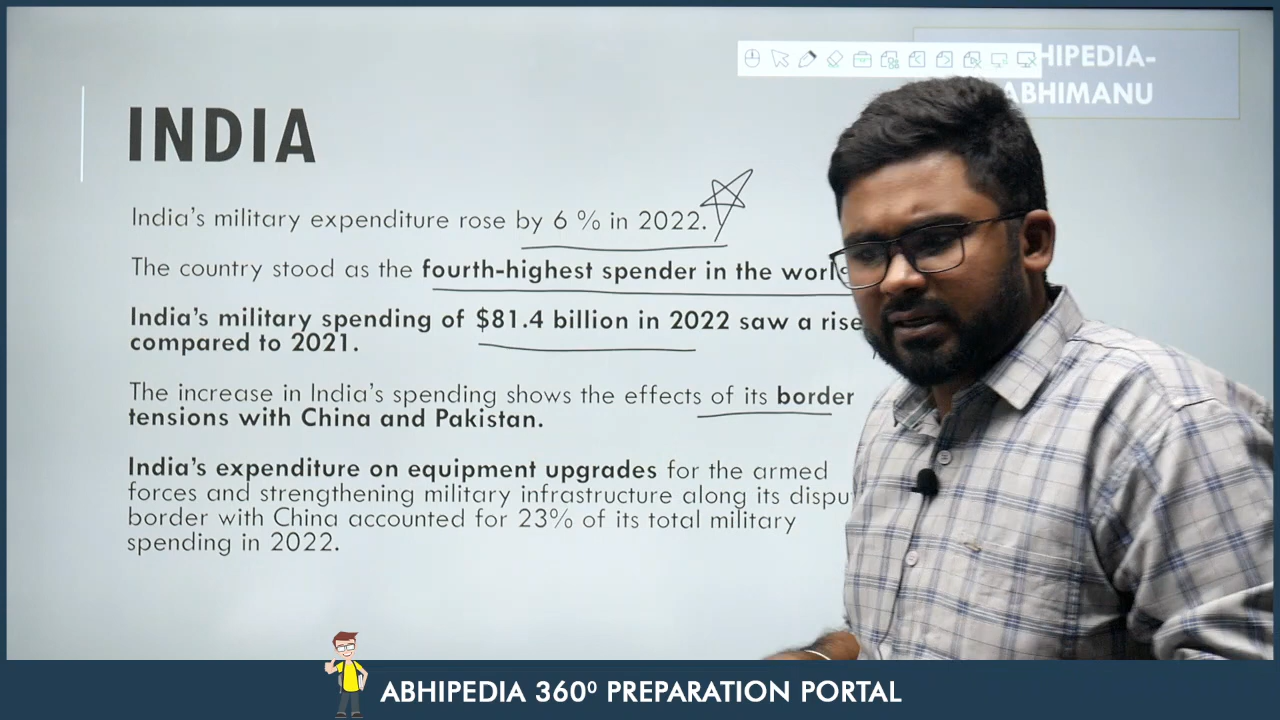 HIPEDIA-
ABHIMANU
INDIA
India's military expenditure rose by 6 % in 2022.
The country stood as the fourth-highest spender in the
India's military spending of $81.4 billion in 2022 saw a rise
compared to 2021.
The increase in India's spending shows the effects of its border
tensions with China and Pakistan.
India's expenditure on equipment upgrades for the armed
forces and strengthening military infrastructure along its
border with China accounted for 23% of its total military
spending in 2022.
ABHIPEDIA 360⁰ PREPARATION PORTAL